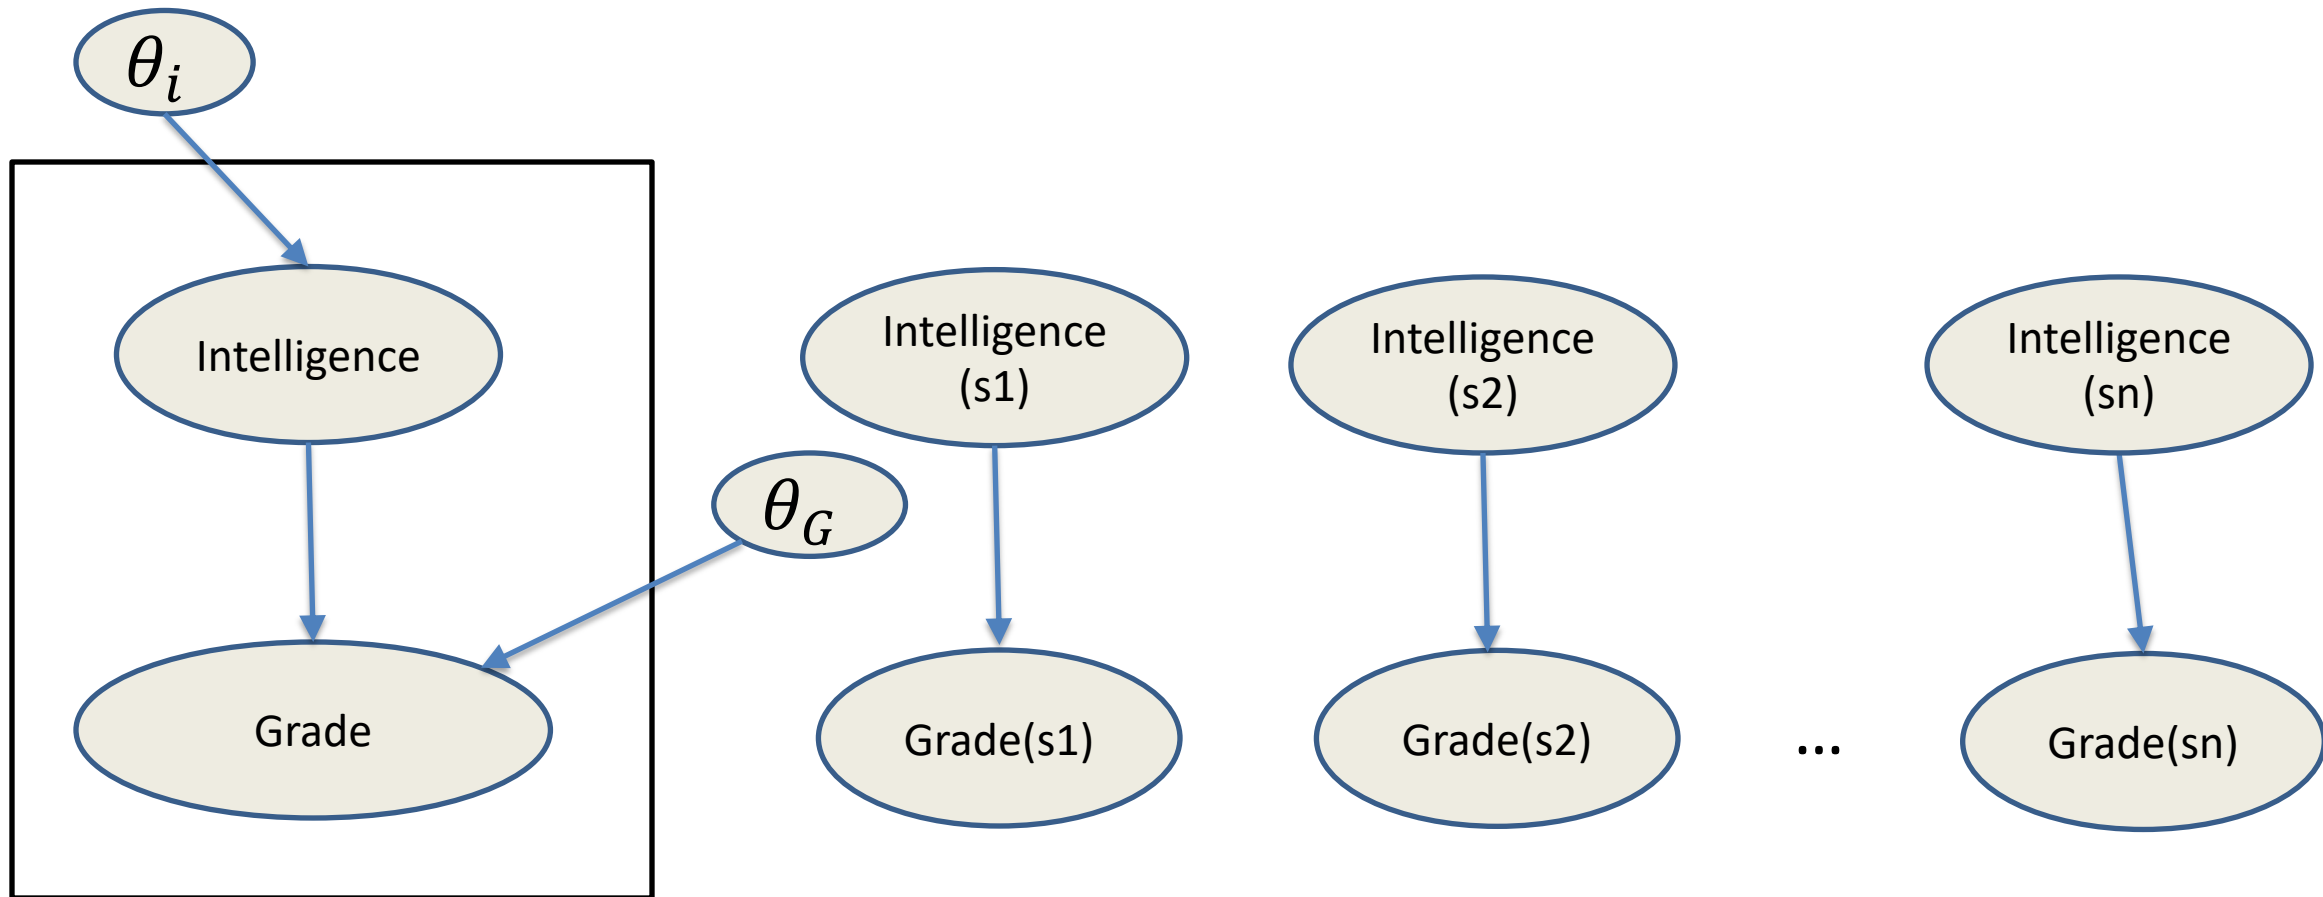 θi
Intelligence
Grade
θG
Intelligence
(s1)
Grade(s1)
Intelligence
(s2)
Grade(s2)
...
Intelligence
(sn)
Grade(sn)